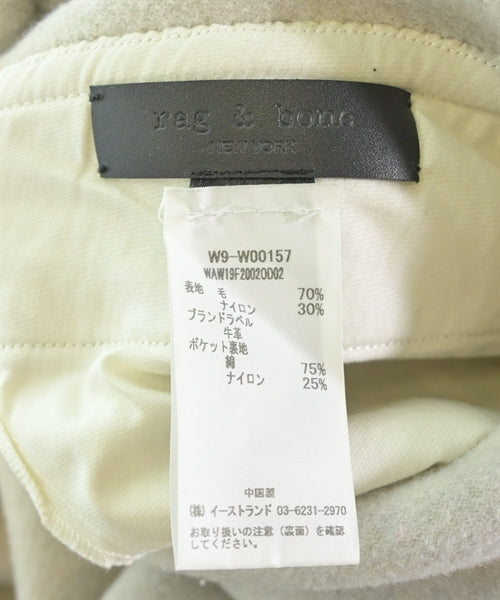 rag & bone
NEW YORK
W9-W00157
WAW19F2002OD02
表地 毛 70%
ナイロン 30%
ブランドラベル
牛革
ポケット裏地
綿 75%
ナイロン 25%
中国製
(株) イーストランド 03-6231-2970
お取り扱いの注意(裏面)を確認
してください。